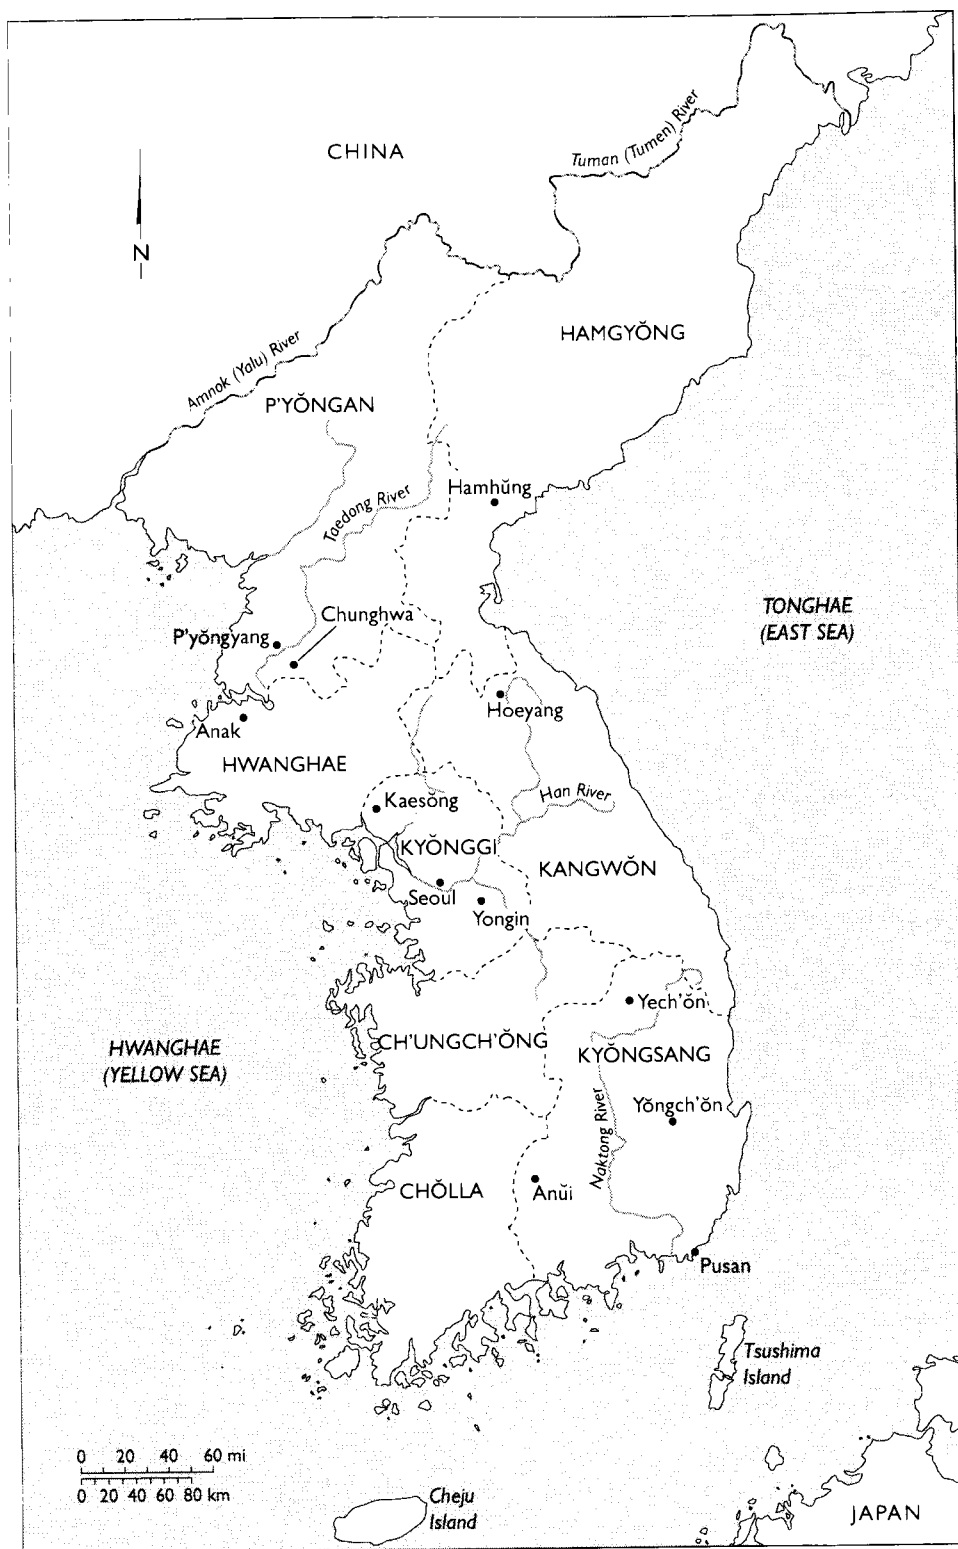 CHINA
Tuman (Tumen) River
N
HAMGYŎNG
Amnok (Yalu) River
P'YŎNGAN
Hamhŭng
Taedong River
TONGHAE
(EAST SEA)
Chunghwa
P'yŏngyang
Hoeyang
Anak
HWANGHAE
Han River
Kaesŏng
KYŎNGGI
KANGWŎN
Seoul
Yongin
Yech'ŏn
HWANGHAE
(YELLOW SEA)
CH'UNGCH'ŎNG
KYŎNGSANG
Yŏngch'ŏn
Naktong River
CHŎLLA
Anŭi
Pusan
Tsushima
Island
0 20 40 60 mi
0 20 40 60 80 km
Cheju
Island
JAPAN